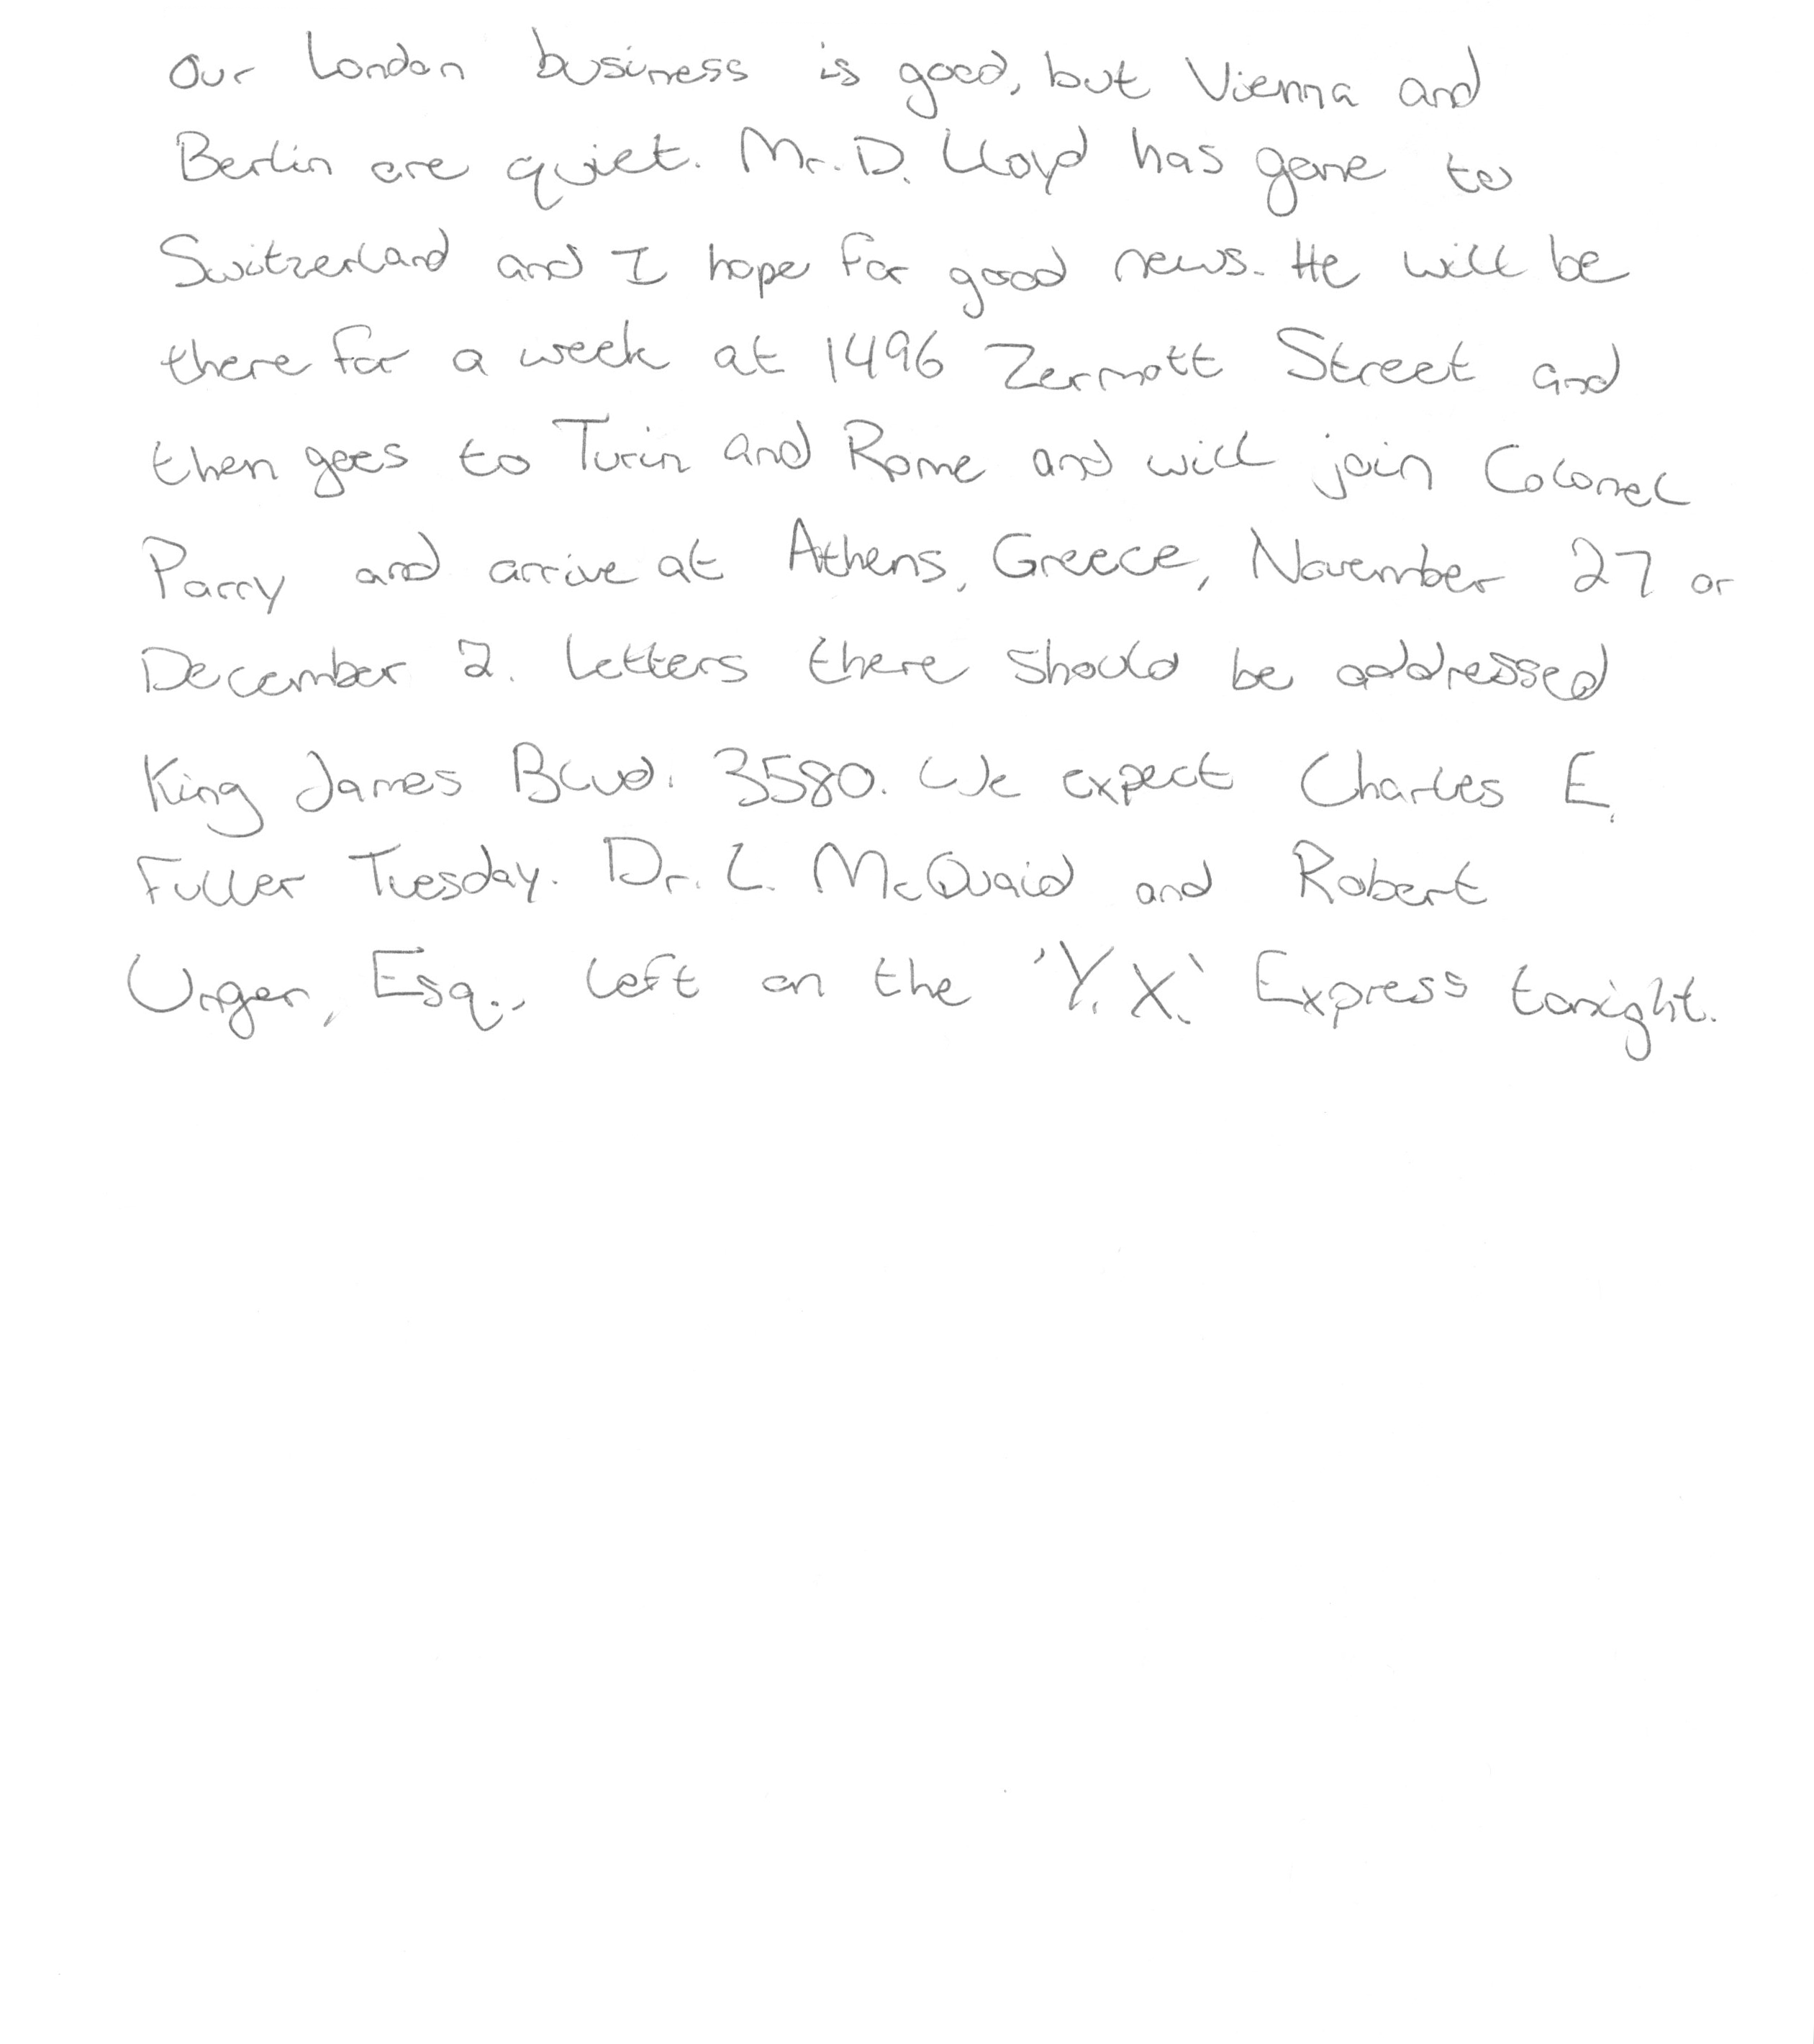 Our London business is good, but Vienna and
Berlin are quiet. Mr. D. Lloyd has gone to
Switzerland and I hope for good news. He will be
there for a week at 1496 Zermott Street and
then goes to Turin and Rome and will join Colonel
Parry and arrive at Athens, Greece, November 27 or
December 2. Letters there should be addressed
King James Blvd. 3580. We expect Charles E.
Fuller Tuesday. Dr. L. McQuaid and Robert
Unger, Esq., left on the 'Y.X.' Express tonight.